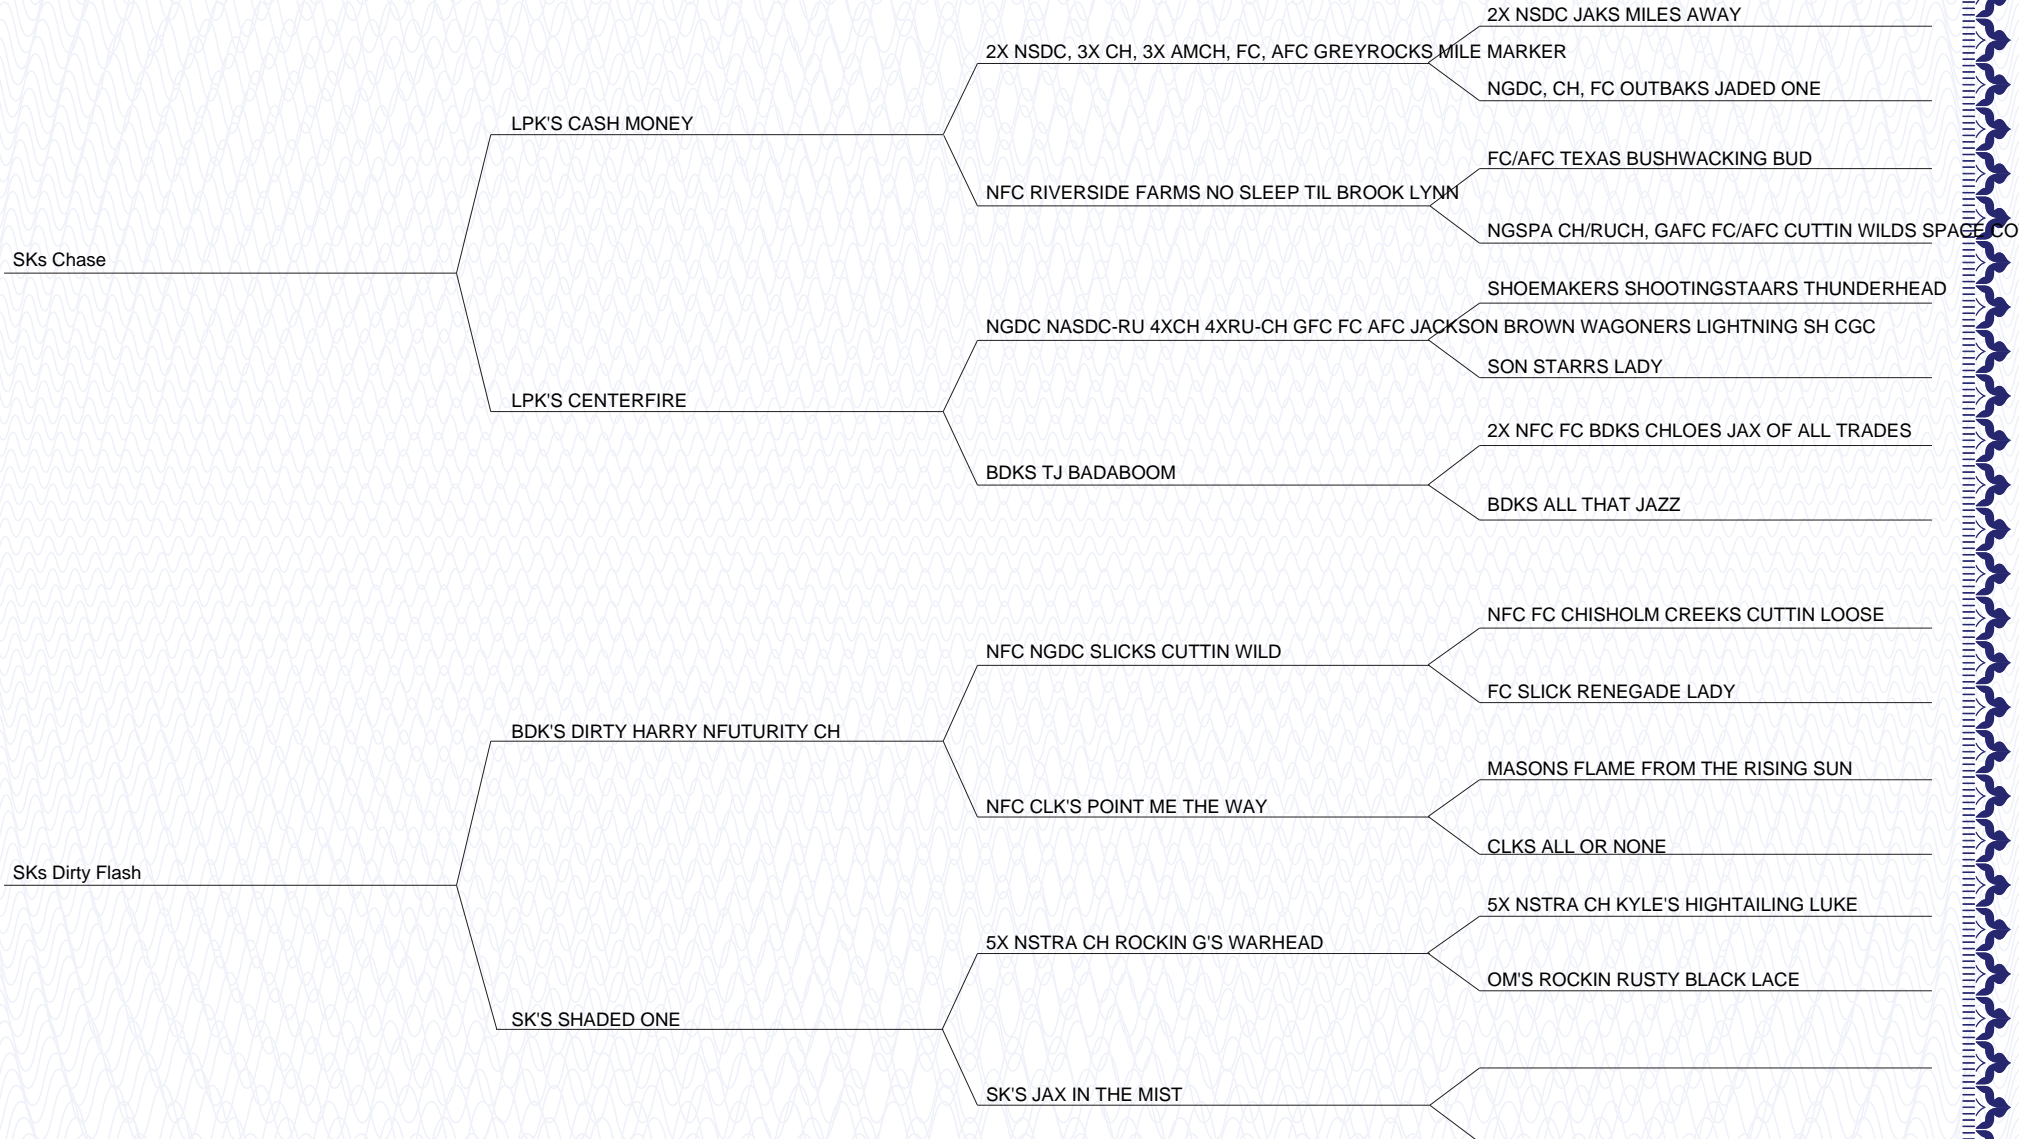 2X NSDC JAKS MILES AWAY
2X NSDC, 3X CH, 3X AMCH, FC, AFC GREYROCKS MILE MARKER
NGDC, CH, FC OUTBAKS JADED ONE
LPK'S CASH MONEY
FC/AFC TEXAS BUSHWACKING BUD
NFC RIVERSIDE FARMS NO SLEEP TIL BROOK LYNN
NGSPA CH/RUCH, GAFC FC/AFC CUTTIN WILDS SPACE CO
SKs Chase
SHOEMAKERS SHOOTINGSTAARS THUNDERHEAD
NGDC NASDC-RU 4XCH 4XRU-CH GFC FC AFC JACKSON BROWN WAGONERS LIGHTNING SH CGC
SON STARRS LADY
LPK'S CENTERFIRE
2X NFC FC BDKS CHLOES JAX OF ALL TRADES
BDKS TJ BADABOOM
BDKS ALL THAT JAZZ
NFC FC CHISHOLM CREEKS CUTTIN LOOSE
NFC NGDC SLICKS CUTTIN WILD
FC SLICK RENEGADE LADY
BDK'S DIRTY HARRY NFUTURITY CH
MASONS FLAME FROM THE RISING SUN
NFC CLK'S POINT ME THE WAY
CLKS ALL OR NONE
SKs Dirty Flash
5X NSTRA CH KYLE'S HIGHTAILING LUKE
5X NSTRA CH ROCKIN G'S WARHEAD
OM'S ROCKIN RUSTY BLACK LACE
SK'S SHADED ONE
SK'S JAX IN THE MIST